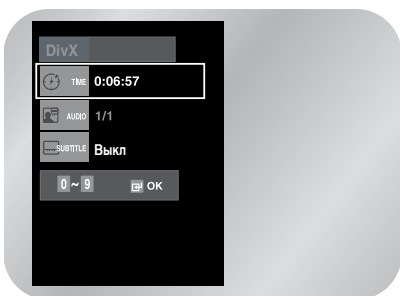 DivX
TIME 0:06:57
AUDIO 1/1
SUBTITLE Выкл
0 ~ 9 OK